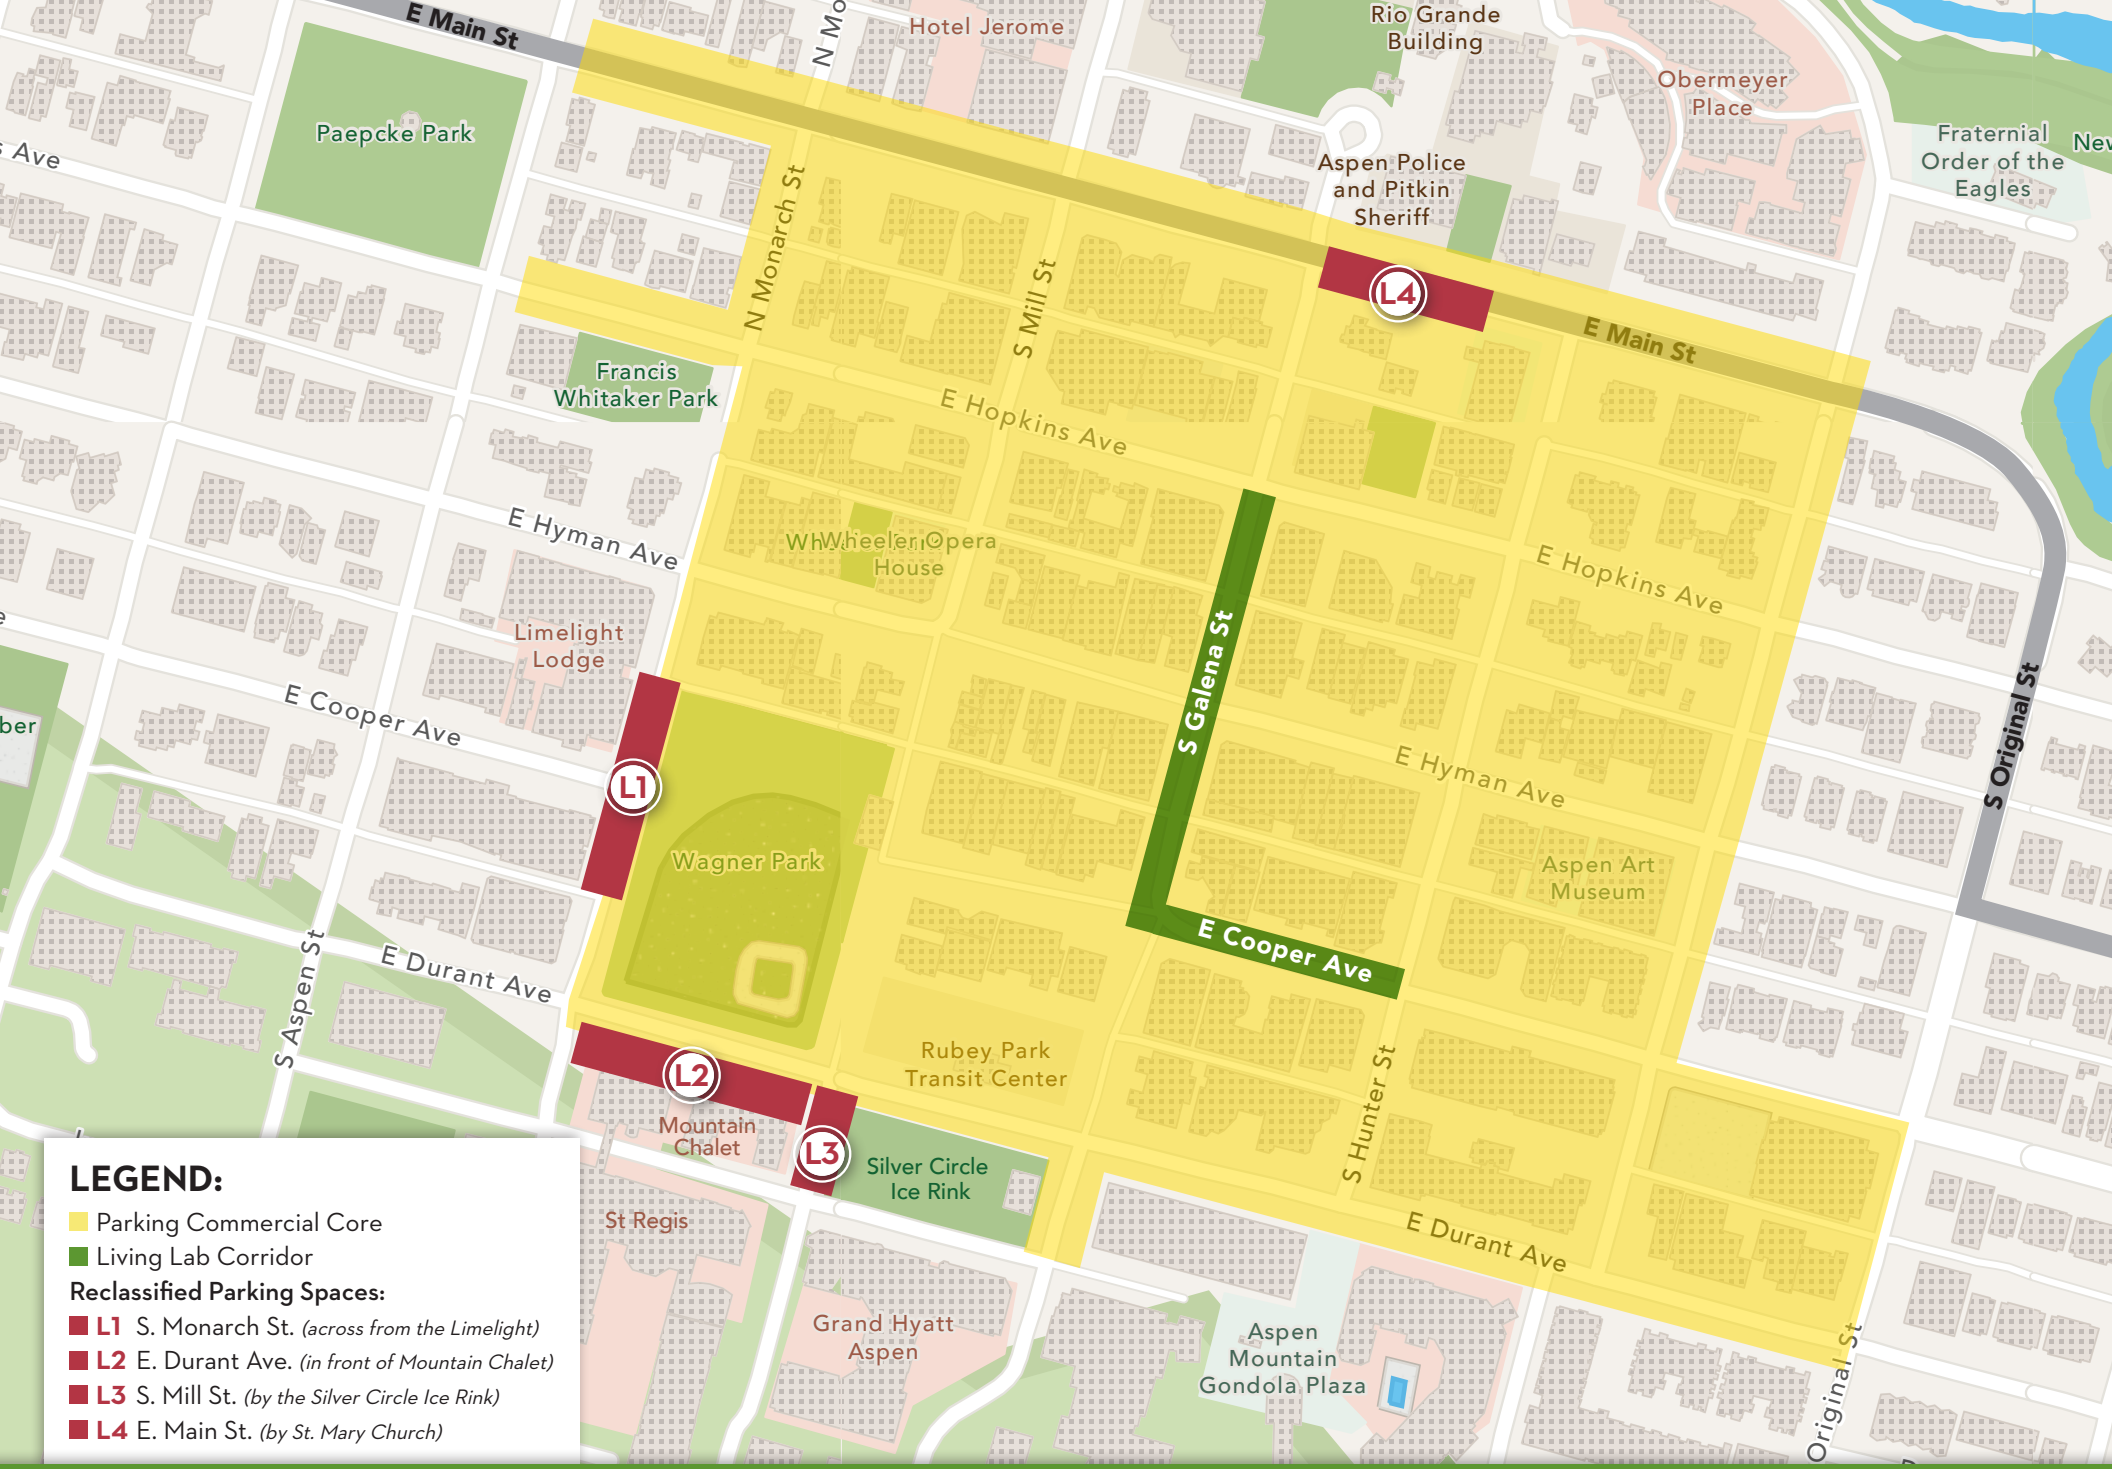 E Main St
N Mo
Hotel Jerome
Rio Grande
Building
Obermeyer
Place
Paepcke Park
s Ave
Aspen Police
and Pitkin
Sheriff
Fraternial
Order of the
Eagles
New
N Monarch St
S Mill St
L4
E Main St
Francis
Whitaker Park
E Hopkins Ave
E Hyman Ave
Wheeler Opera
House
E Hopkins Ave
Limelight
Lodge
S Galena St
E Cooper Ave
ber
S Original St
L1
E Hyman Ave
Wagner Park
Aspen Art
Museum
E Durant Ave
S Aspen St
E Cooper Ave
Rubey Park
Transit Center
L2
Mountain
Chalet
L3
Silver Circle
Ice Rink
S Hunter St
St Regis
E Durant Ave
Grand Hyatt
Aspen
Aspen
Mountain
Gondola Plaza
Original St
LEGEND:
Parking Commercial Core
Living Lab Corridor
Reclassified Parking Spaces:
L1 S. Monarch St. (across from the Limelight)
L2 E. Durant Ave. (in front of Mountain Chalet)
L3 S. Mill St. (by the Silver Circle Ice Rink)
L4 E. Main St. (by St. Mary Church)